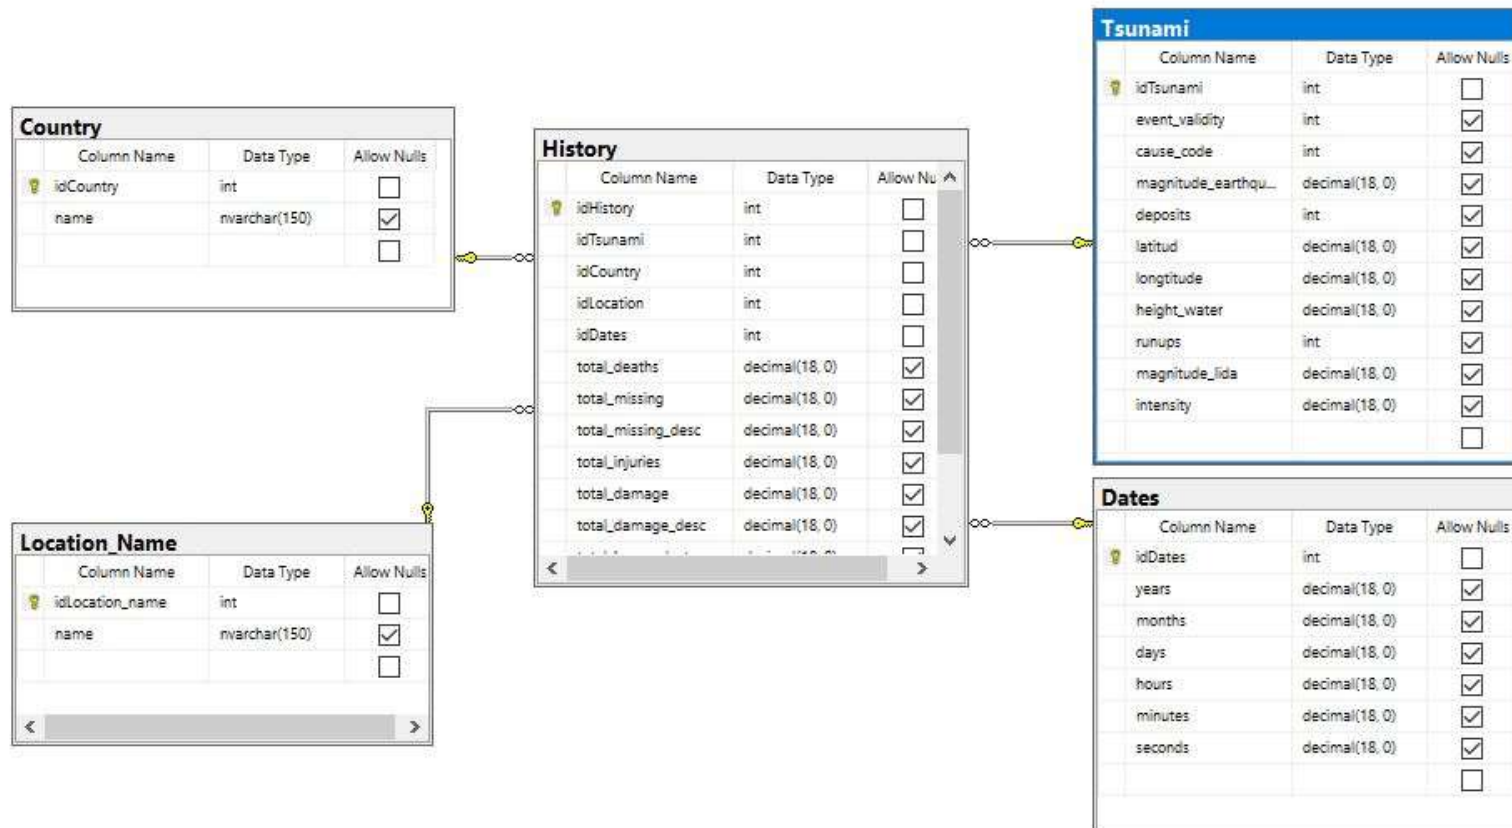 Country
Column Name Data Type Allow Nulls
idCountry int
name nvarchar(150)
Location_Name
Column Name Data Type Allow Nulls
idLocation_name int
name nvarchar(150)
History
Column Name Data Type Allow Nu
idHistory int
idTsunami int
idCountry int
idLocation int
idDates int
total_deaths decimal(18, 0)
total_missing decimal(18, 0)
total_missing_desc decimal(18, 0)
total_injuries decimal(18, 0)
total_damage decimal(18, 0)
total_damage_desc decimal(18, 0)
Tsunami
Column Name Data Type Allow Nulls
idTsunami int
event_validity int
cause_code int
magnitude_earthqu... decimal(18, 0)
deposits int
latitud decimal(18, 0)
longtitude decimal(18, 0)
height_water decimal(18, 0)
runups int
magnitude_lida decimal(18, 0)
intensity decimal(18, 0)
Dates
Column Name Data Type Allow Nulls
idDates int
years decimal(18, 0)
months decimal(18, 0)
days decimal(18, 0)
hours decimal(18, 0)
minutes decimal(18, 0)
seconds decimal(18, 0)